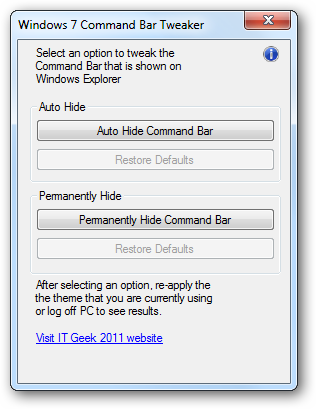 Windows 7 Command Bar Tweaker
Select an option to tweak the
Command Bar that is shown on
Windows Explorer
Auto Hide
Auto Hide Command Bar
Restore Defaults
Permanently Hide
Permanently Hide Command Bar
Restore Defaults
After selecting an option, re-apply the
the theme that you are currently using
or log off PC to see results.
Visit IT Geek 2011 website